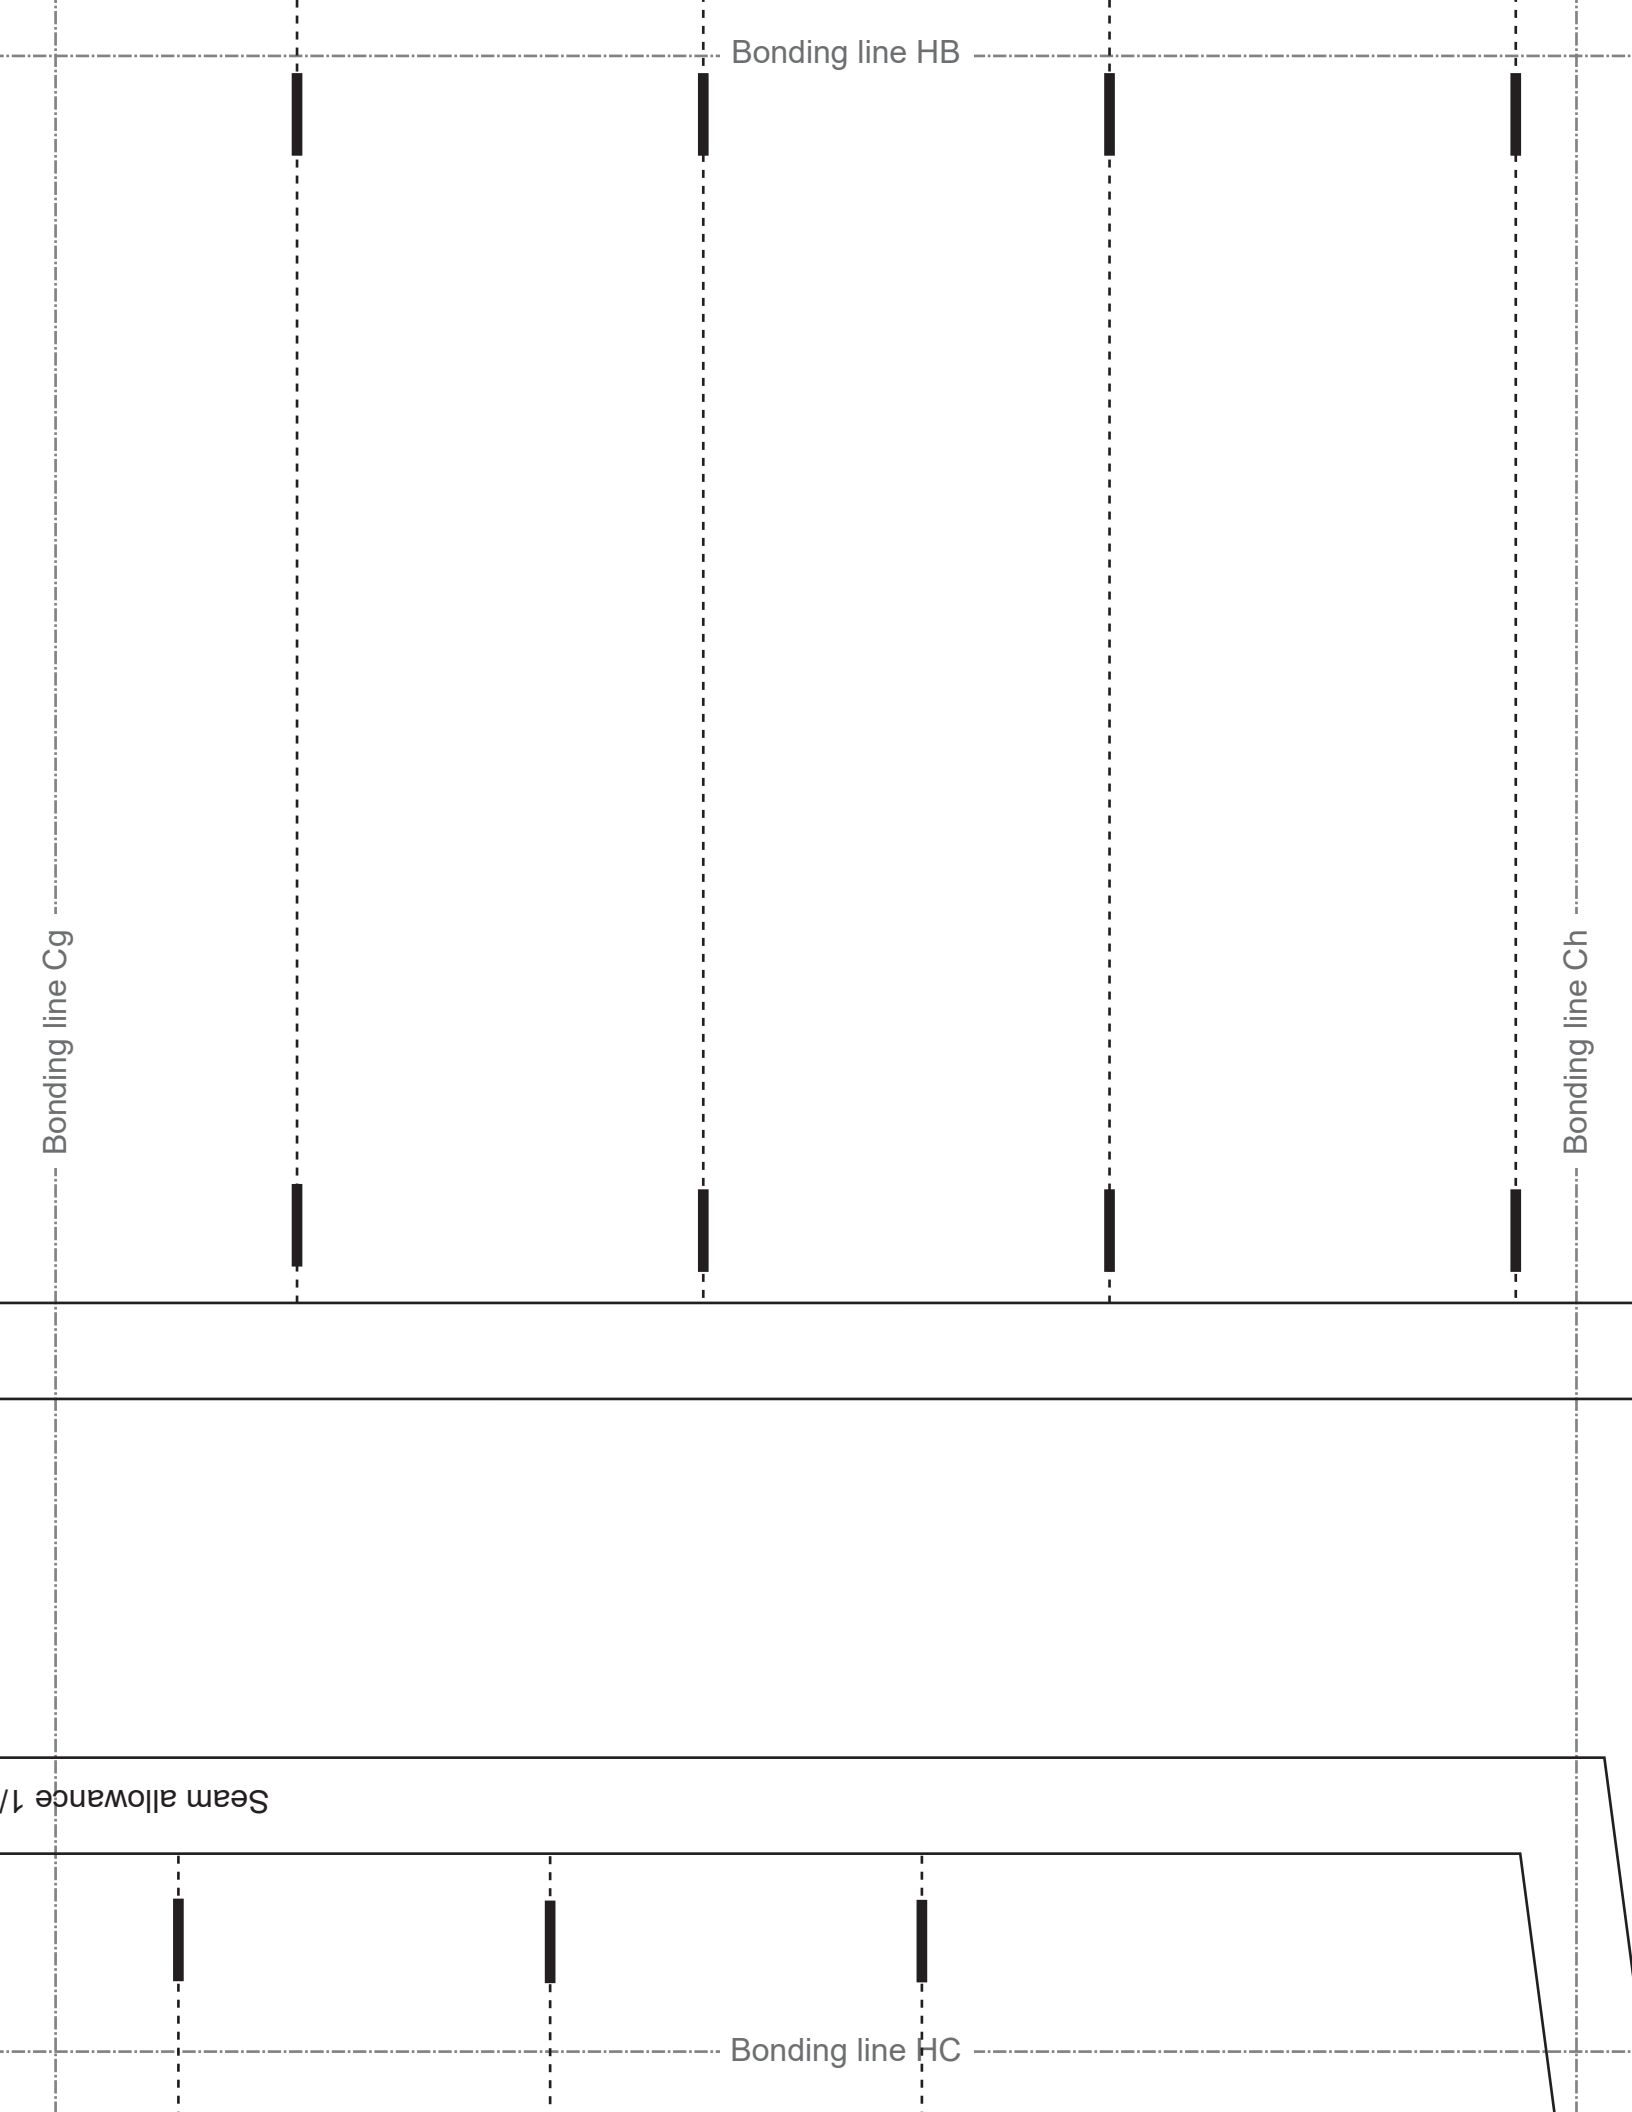 Bonding line HB
Bonding line Cg
Bonding line Ch
Seam allowance 1/
Bonding line HC